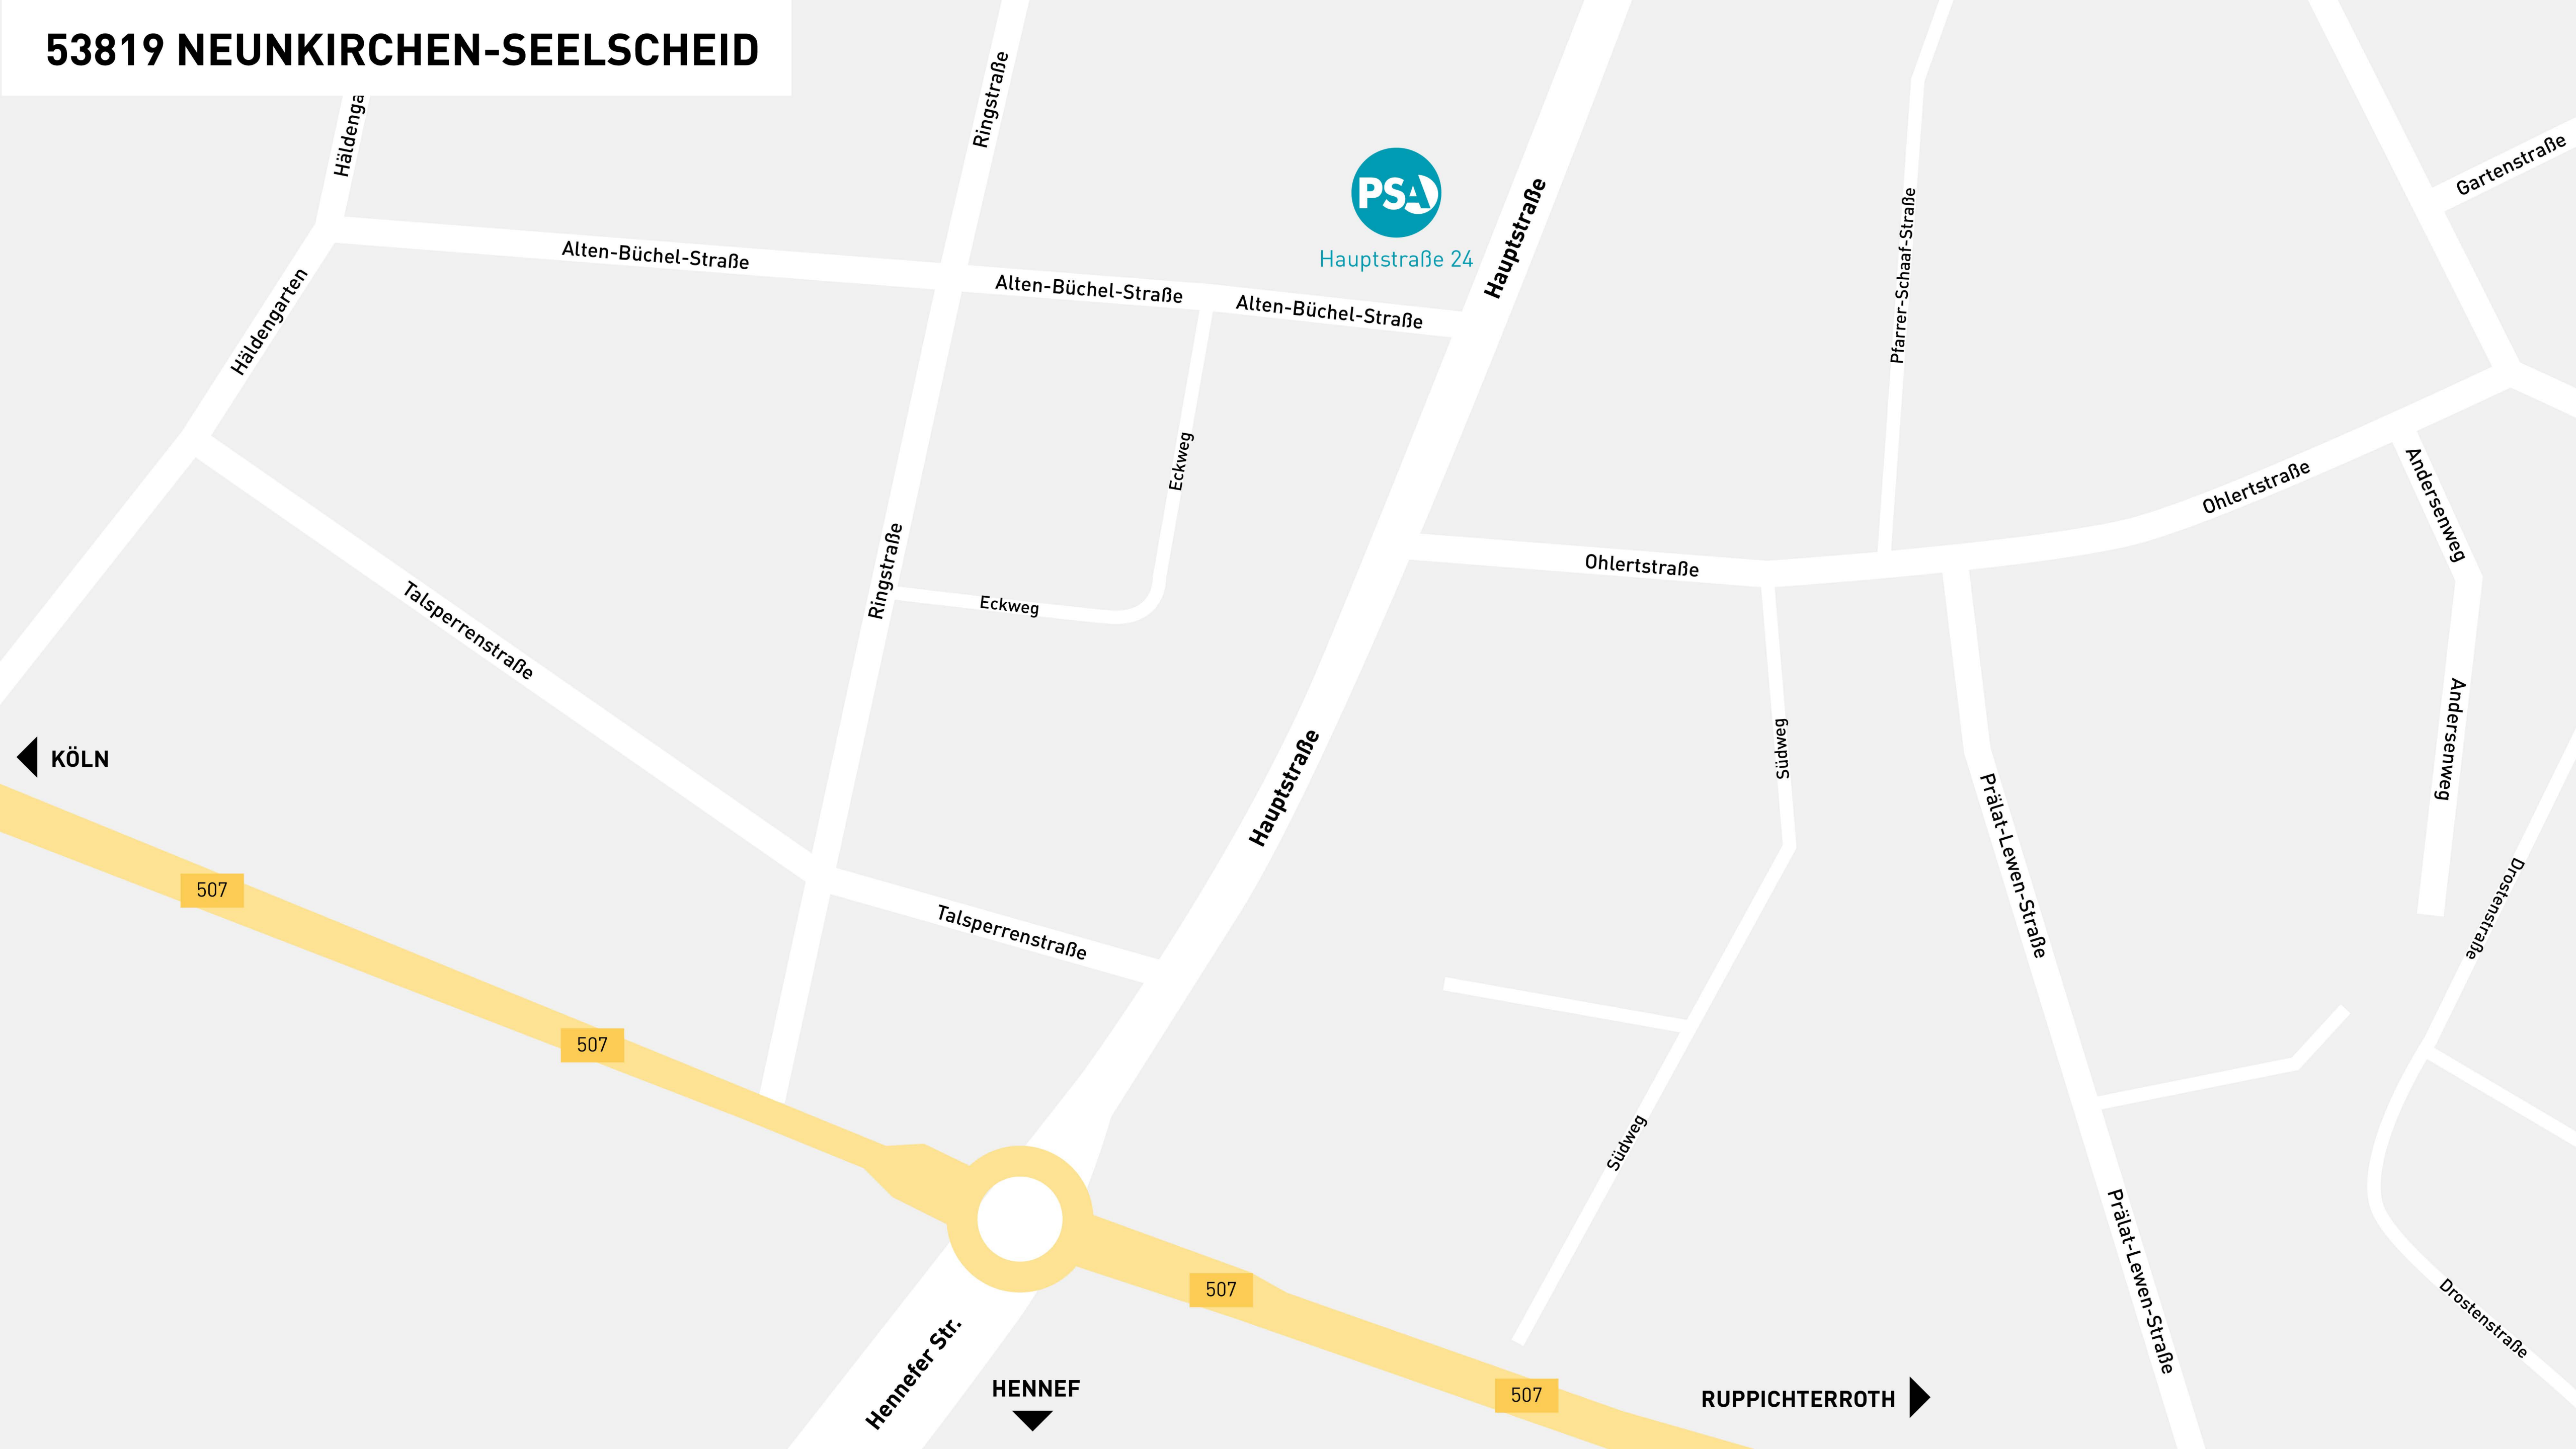 53819 NEUNKIRCHEN-SEELSCHEID
Häldenga
Ringstraße
PSA
Hauptstraße 24
Hauptstraße
Pfarrer-Schaaf-Straße
Gartenstraße
Alten-Büchel-Straße
Alten-Büchel-Straße
Alten-Büchel-Straße
Häldengarten
Eckweg
Ohlertstraße
Andersenweg
Ringstraße
Ohlertstraße
Eckweg
Talsperrenstraße
KÖLN
Hauptstraße
Südweg
Andersenweg
Prälat-Lewen-Straße
507
Talsperrenstraße
Drostenstraße
507
Südweg
507
Prälat-Lewen-Straße
Drostenstraße
Hennefer Str.
HENNEF
507
RUPPICHTERROTH